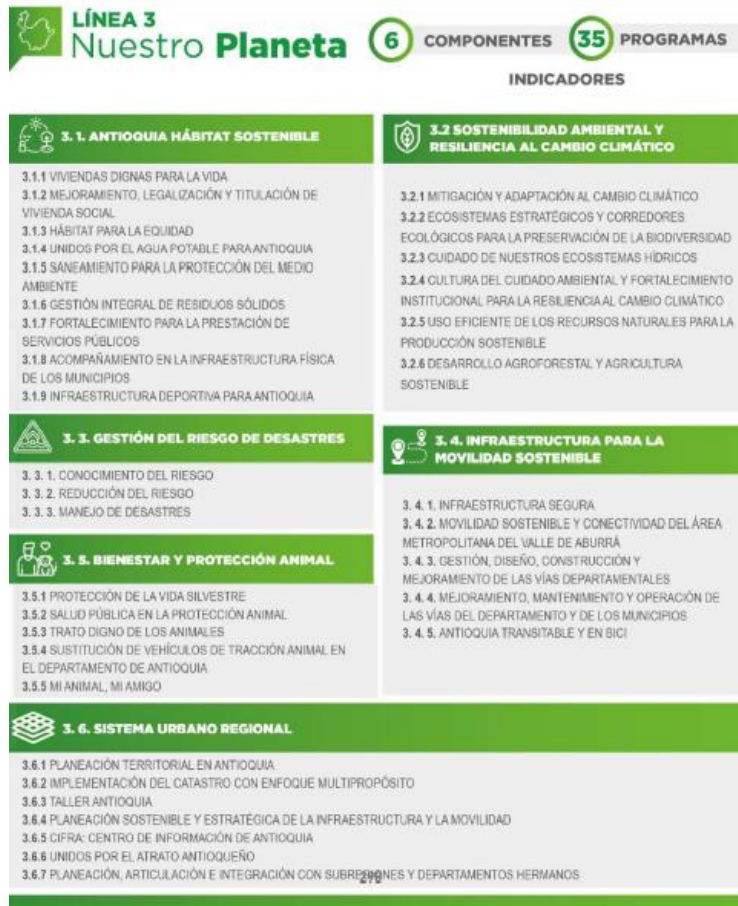 LÍNEA 3
Nuestro Planeta
6 COMPONENTES
35 PROGRAMAS
INDICADORES
3. 1. ANTIOQUIA HÁBITAT SOSTENIBLE
3.1.1 VIVIENDAS DIGNAS PARA LA VIDA
3.1.2 MEJORAMIENTO, LEGALIZACIÓN Y TITULACIÓN DE
VIVIENDA SOCIAL
3.1.3 HÁBITAT PARA LA EQUIDAD
3.1.4 UNIDOS POR EL AGUA POTABLE PARA ANTIOQUIA
3.1.5 SANEAMIENTO PARA LA PROTECCIÓN DEL MEDIO
AMBIENTE
3.1.6 GESTIÓN INTEGRAL DE RESIDUOS SÓLIDOS
3.1.7 FORTALECIMIENTO PARA LA PRESTACIÓN DE
SERVICIOS PÚBLICOS
3.1.8 ACOMPAÑAMIENTO EN LA INFRAESTRUCTURA FÍSICA
DE LOS MUNICIPIOS
3.1.9 INFRAESTRUCTURA DEPORTIVA PARA ANTIOQUIA
3.2 SOSTENIBILIDAD AMBIENTAL Y
RESILIENCIA AL CAMBIO CLIMÁTICO
3.2.1 MITIGACIÓN Y ADAPTACIÓN AL CAMBIO CLIMÁTICO
3.2.2 ECOSISTEMAS ESTRATÉGICOS Y CORREDORES
ECOLÓGICOS PARA LA PRESERVACIÓN DE LA BIODIVERSIDAD
3.2.3 CUIDADO DE NUESTROS ECOSISTEMAS HÍDRICOS
3.2.4 CULTURA DEL CUIDADO AMBIENTAL Y FORTALECIMIENTO
INSTITUCIONAL PARA LA RESILIENCIA AL CAMBIO CLIMÁTICO
3.2.5 USO EFICIENTE DE LOS RECURSOS NATURALES PARA LA
PRODUCCIÓN SOSTENIBLE
3.2.6 DESARROLLO AGROFORESTAL Y AGRICULTURA
SOSTENIBLE
3. 3. GESTIÓN DEL RIESGO DE DESASTRES
3. 3. 1. CONOCIMIENTO DEL RIESGO
3. 3. 2. REDUCCIÓN DEL RIESGO
3. 3. 3. MANEJO DE DESASTRES
3. 4. INFRAESTRUCTURA PARA LA
MOVILIDAD SOSTENIBLE
3. 4. 1. INFRAESTRUCTURA SEGURA
3. 4. 2. MOVILIDAD SOSTENIBLE Y CONECTIVIDAD DEL ÁREA
METROPOLITANA DEL VALLE DE ABURRÁ
3. 4. 3. GESTIÓN, DISEÑO, CONSTRUCCIÓN Y
MEJORAMIENTO DE LAS VÍAS DEPARTAMENTALES
3. 4. 4. MEJORAMIENTO, MANTENIMIENTO Y OPERACIÓN DE
LAS VÍAS DEL DEPARTAMENTO Y DE LOS MUNICIPIOS
3. 4. 5. ANTIOQUIA TRANSITABLE Y EN BICI
3. 5. BIENESTAR Y PROTECCIÓN ANIMAL
3.5.1 PROTECCIÓN DE LA VIDA SILVESTRE
3.5.2 SALUD PÚBLICA EN LA PROTECCIÓN ANIMAL
3.5.3 TRATO DIGNO DE LOS ANIMALES
3.5.4 SUSTITUCIÓN DE VEHÍCULOS DE TRACCIÓN ANIMAL EN
EL DEPARTAMENTO DE ANTIOQUIA
3.5.5 MI ANIMAL, MI AMIGO
3. 6. SISTEMA URBANO REGIONAL
3.6.1 PLANEACIÓN TERRITORIAL EN ANTIOQUIA
3.6.2 IMPLEMENTACIÓN DEL CATASTRO CON ENFOQUE MULTIPROPÓSITO
3.6.3 TALLER ANTIOQUIA
3.6.4 PLANEACIÓN SOSTENIBLE Y ESTRATÉGICA DE LA INFRAESTRUCTURA Y LA MOVILIDAD
3.6.5 CIFRA: CENTRO DE INFORMACIÓN DE ANTIOQUIA
3.6.6 UNIDOS POR EL ATRATO ANTIOQUEÑO
3.6.7 PLANEACIÓN, ARTICULACIÓN E INTEGRACIÓN CON SUBREGIONES Y DEPARTAMENTOS HERMANOS